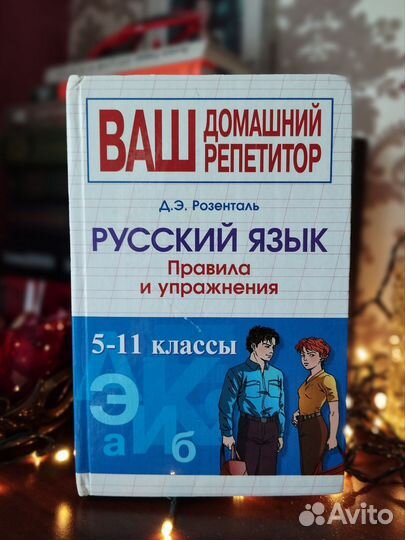 ВАШ ДОМАШНИЙ
РЕПЕТИТОР
Д.Э. Розенталь
РУССКИЙ ЯЗЫК
Правила
и упражнения
5-11 классы
Э
а б
Avito